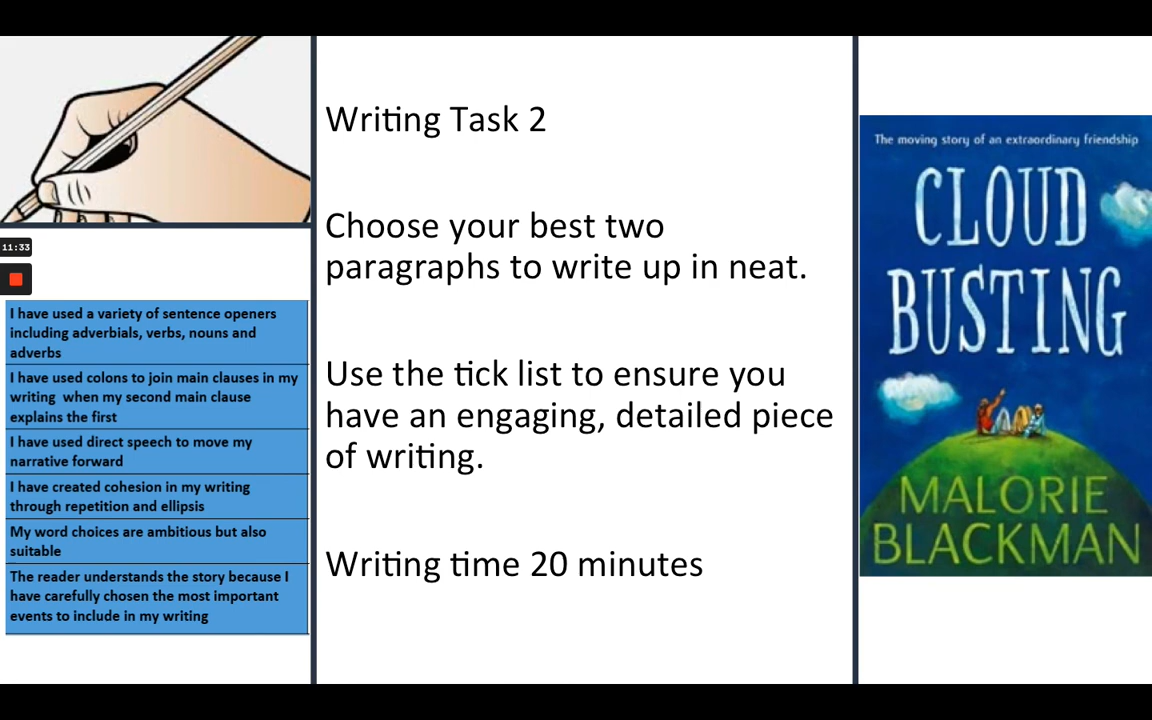 11:33
I have used a variety of sentence openers
including adverbials, verbs, nouns and
adverbs
I have used colons to join main clauses in my
writing  when my second main clause
explains the first
I have used direct speech to move my
narrative forward
I have created cohesion in my writing
through repetition and ellipsis
My word choices are ambitious but also
suitable
The reader understands the story because I
have carefully chosen the most important
events to include in my writing
Writing Task 2
Choose your best two
paragraphs to write up in neat.
Use the tick list to ensure you
have an engaging, detailed piece
of writing.
Writing time 20 minutes
The moving story of an extraordinary friendship
CLOUD
BUSTING
MALORIE
BLACKMAN